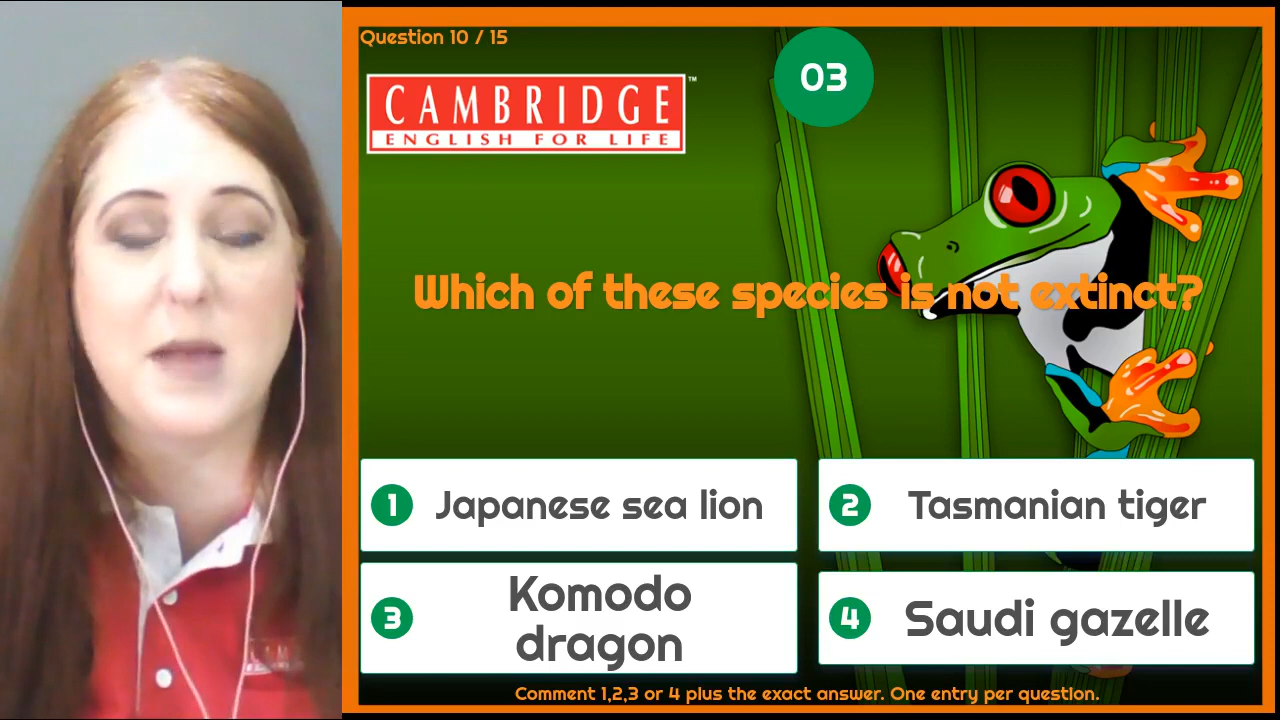 Question 10 / 15
03
CAMBRIDGE™
ENGLISH FOR LIFE
Which of these species is not extinct?
1 Japanese sea lion
2 Tasmanian tiger
3 Komodo
dragon
4 Saudi gazelle
Comment 1,2,3 or 4 plus the exact answer. One entry per question.